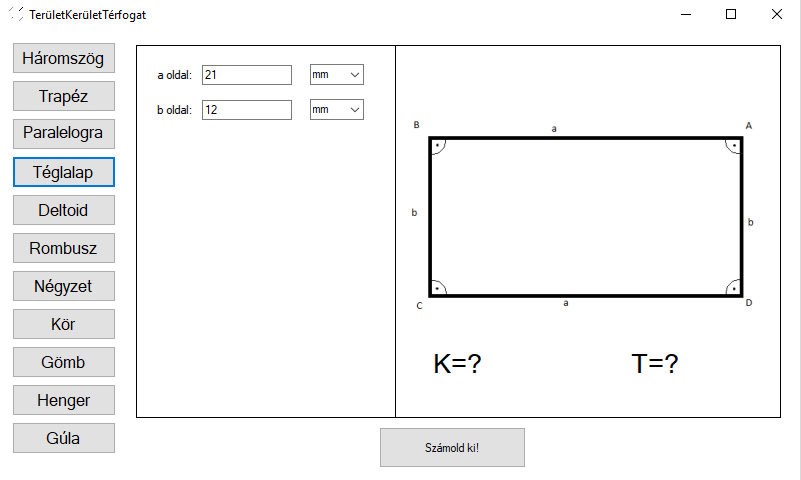 TerületKerületTérfogat
Háromszög
Trapéz
Paralelogra
Téglalap
Deltoid
Rombusz
Négyzet
Kör
Gömb
Henger
Gúla
a oldal: 21 mm
b oldal: 12 mm
B a A
b b
C a D
K=? T=?
Számold ki!